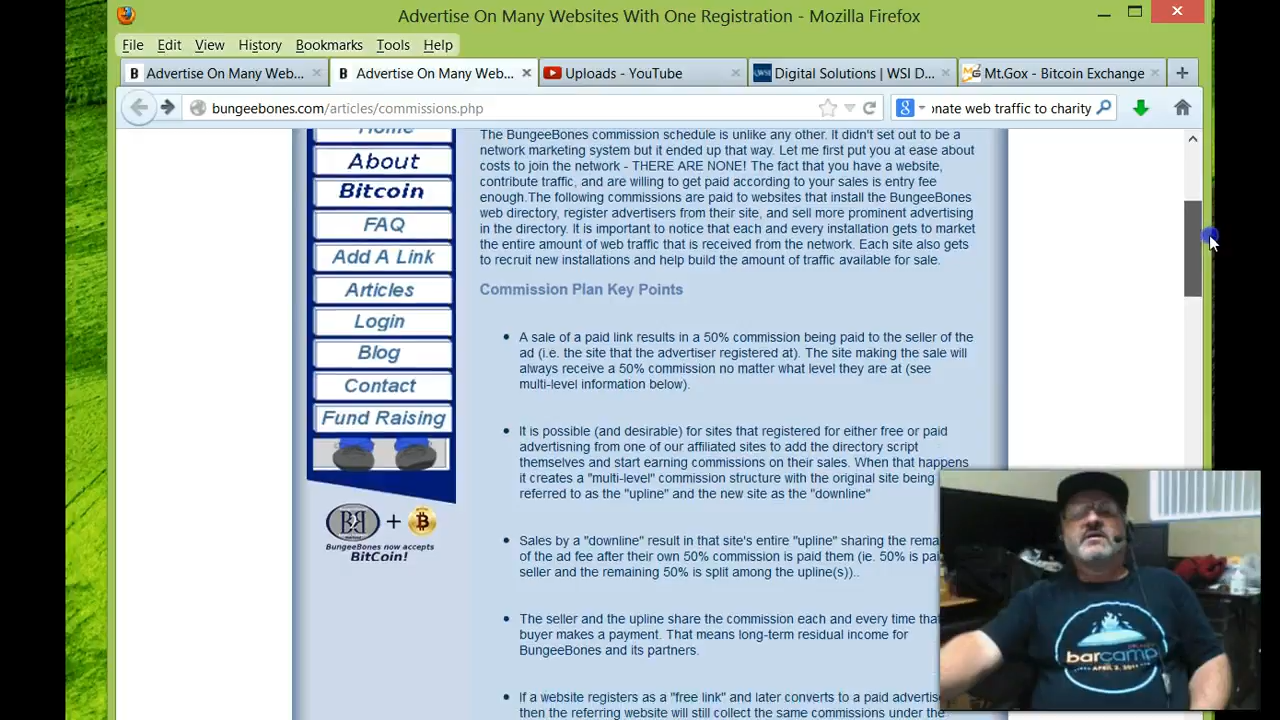 Advertise On Many Websites With One Registration - Mozilla Firefox
File Edit View History Bookmarks Tools Help
B Advertise On Many Web... B Advertise On Many Web... Uploads - YouTube WSI Digital Solutions | WSI D... Mt.Gox - Bitcoin Exchange
bungeebones.com/articles/commissions.php
nate web traffic to charity
Home
About
Bitcoin
FAQ
Add A Link
Articles
Login
Blog
Contact
Fund Raising
BB + B
BungeeBones now accepts
BitCoin!
The BungeeBones commission schedule is unlike any other. It didn't set out to be a
network marketing system but it ended up that way. Let me first put you at ease about
costs to join the network - THERE ARE NONE! The fact that you have a website,
contribute traffic, and are willing to get paid according to your sales is entry fee
enough.The following commissions are paid to websites that install the BungeeBones
web directory, register advertisers from their site, and sell more prominent advertising
in the directory. It is important to notice that each and every installation gets to market
the entire amount of web traffic that is received from the network. Each site also gets
to recruit new installations and help build the amount of traffic available for sale.
Commission Plan Key Points
A sale of a paid link results in a 50% commission being paid to the seller of the
ad (i.e. the site that the advertiser registered at). The site making the sale will
always receive a 50% commission no matter what level they are at (see
multi-level information below).
It is possible (and desirable) for sites that registered for either free or paid
advertisning from one of our affiliated sites to add the directory script
themselves and start earning commissions on their sales. When that happens
it creates a "multi-level" commission structure with the original site being
referred to as the "upline" and the new site as the "downline"
Sales by a "downline" result in that site's entire "upline" sharing the rema
of the ad fee after their own 50% commission is paid them (ie. 50% is pai
seller and the remaining 50% is split among the upline(s))..
The seller and the upline share the commission each and every time that
buyer makes a payment. That means long-term residual income for
BungeeBones and its partners.
If a website registers as a "free link" and later converts to a paid advertise
then the referring website will still collect the same commissions under the
barcamp
APRIL 2, 2011